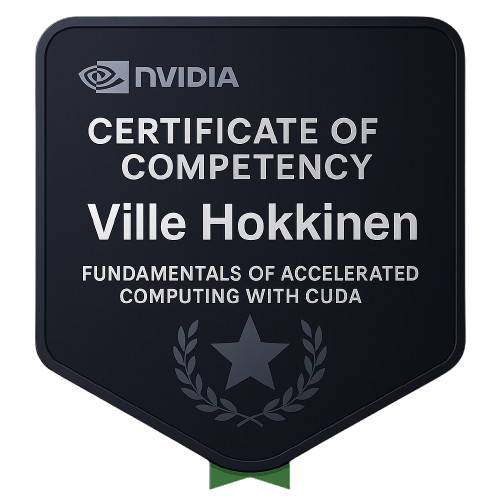 NVIDIA
CERTIFICATE OF
COMPETENCY
Ville Hokkinen
FUNDAMENTALS OF ACCELERATED
COMPUTING WITH CUDA